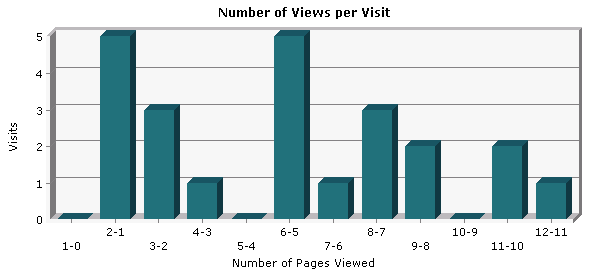 Number of Views per Visit
5
4
3
2
1
0
Visits
2-1 4-3 6-5 8-7 10-9 12-11
1-0 3-2 5-4 7-6 9-8 11-10
Number of Pages Viewed